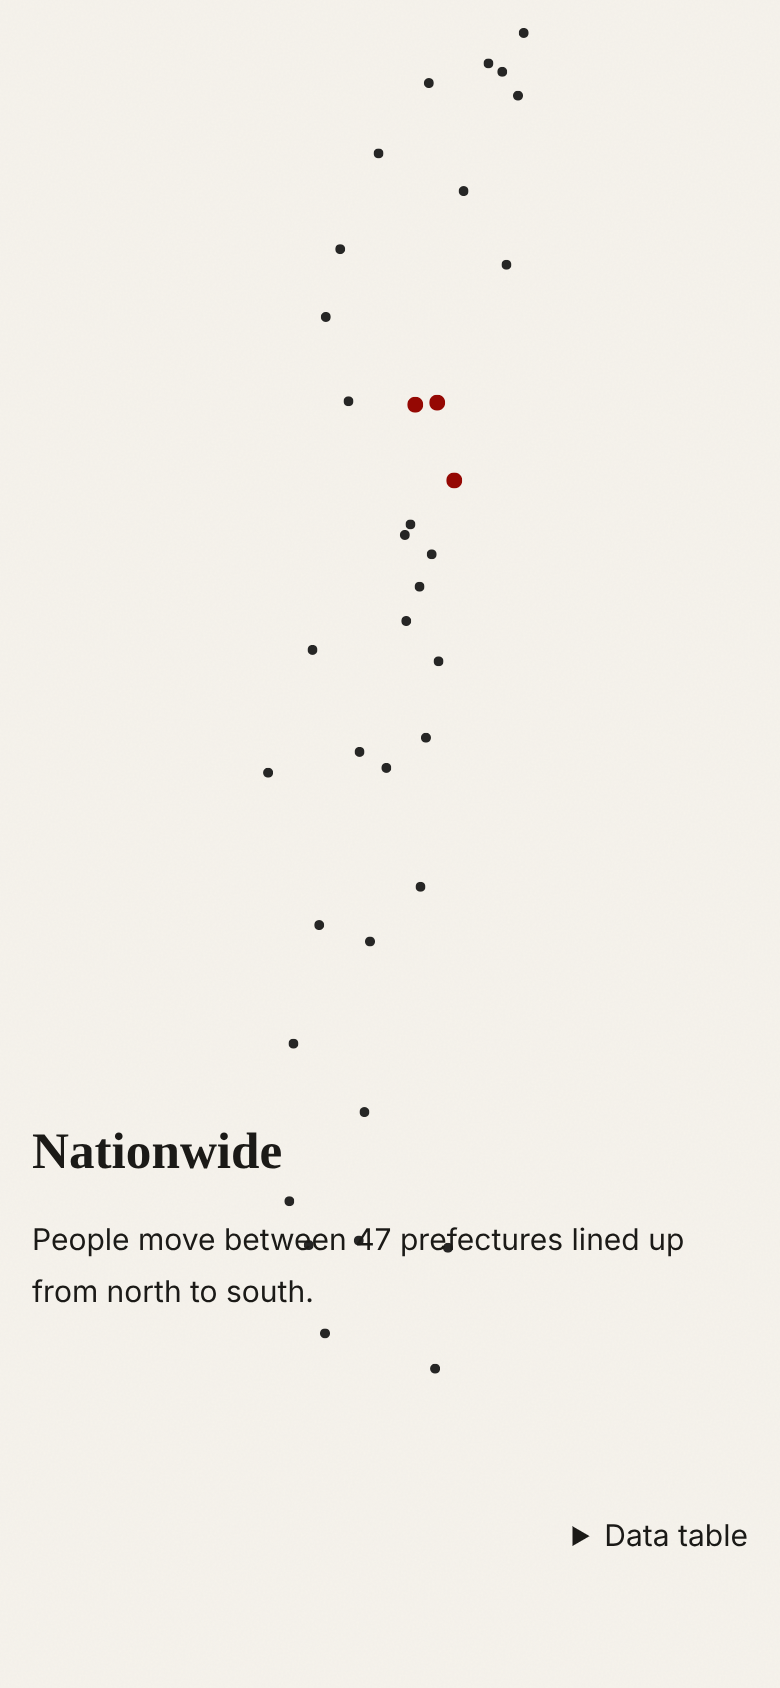 Nationwide
People move between 47 prefectures lined up
from north to south.
▶ Data table